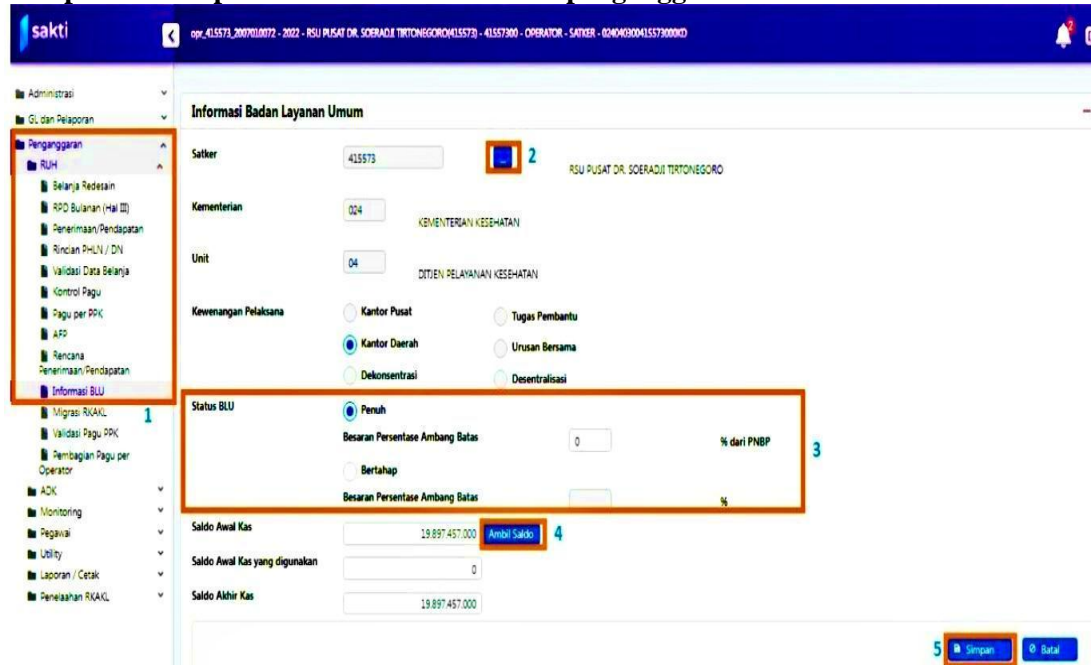 sakti
opr_415573_2007010072 - 2022 - RSU PUSAT DR. SOERADJI TIRTONEGORO(415573) - 41557300 - OPERATOR - SATKER - 024040300415573000KD
2
Administrasi
GL dan Pelaporan
Penganggaran
RUH
Belanja Redesain
RPD Bulanan (Hal III)
Penerimaan/Pendapatan
Rincian PHLN / DN
Validasi Data Belanja
Kontrol Pagu
Pagu per PPK
AFP
Rencana
Penerimaan/Pendapatan
Informasi BLU
Migrasi RKAKL
1
Validasi Pagu PPK
Pembagian Pagu per
Operator
ADK
Monitoring
Pegawai
Utility
Laporan / Cetak
Penelaahan RKAKL
Informasi Badan Layanan Umum
Satker 415573 ... 2 RSU PUSAT DR. SOERADJI TIRTONEGORO
Kementerian 024 KEMENTERIAN KESEHATAN
Unit 04 DITJEN PELAYANAN KESEHATAN
Kewenangan Pelaksana Kantor Pusat Tugas Pembantu
Kantor Daerah Urusan Bersama
Dekonsentrasi Desentralisasi
Status BLU Penuh
Besaran Persentase Ambang Batas 0 % dari PNBP
3
Bertahap
Besaran Persentase Ambang Batas %
Saldo Awal Kas 19.897.457.000 Ambil Saldo 4
Saldo Awal Kas yang digunakan 0
Saldo Akhir Kas 19.897.457.000
5 Simpan Batal